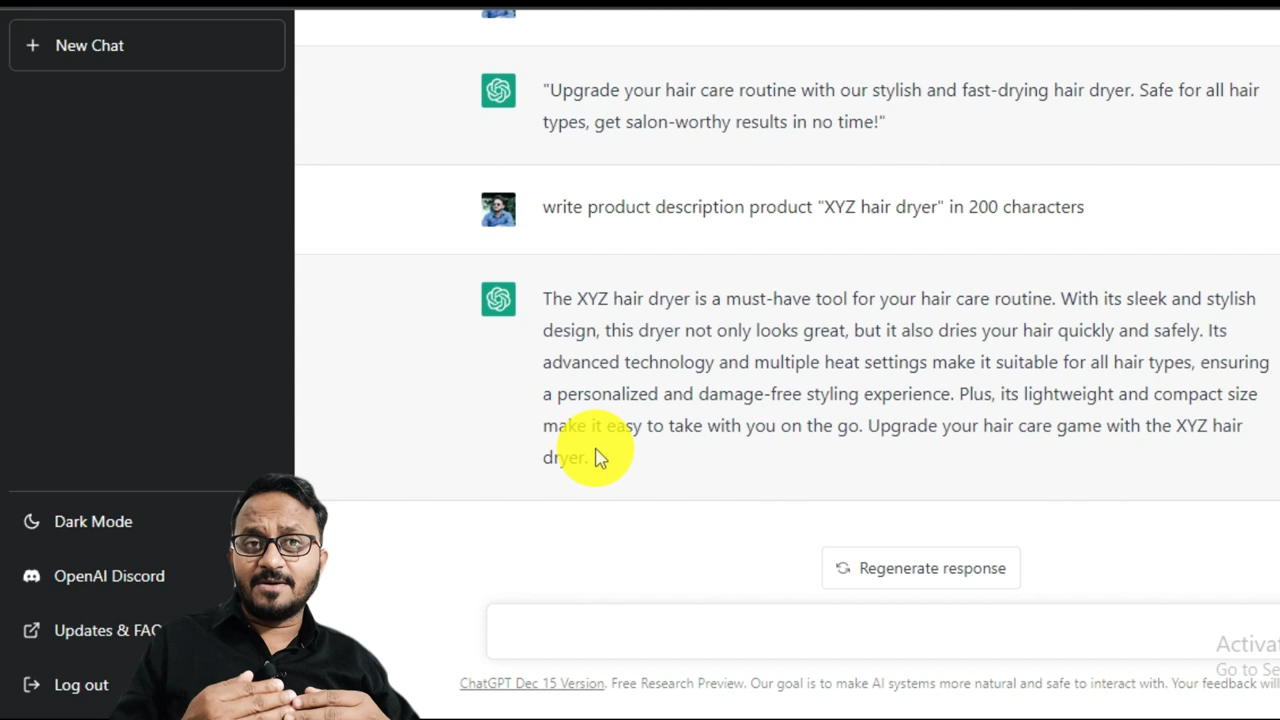 New Chat
"Upgrade your hair care routine with our stylish and fast-drying hair dryer. Safe for all hair
types, get salon-worthy results in no time!"
write product description product "XYZ hair dryer" in 200 characters
The XYZ hair dryer is a must-have tool for your hair care routine. With its sleek and stylish
design, this dryer not only looks great, but it also dries your hair quickly and safely. Its
advanced technology and multiple heat settings make it suitable for all hair types, ensuring
a personalized and damage-free styling experience. Plus, its lightweight and compact size
make it easy to take with you on the go. Upgrade your hair care game with the XYZ hair
dryer.
Dark Mode
OpenAI Discord
Updates & FAQ
Log out
Regenerate response
Activat
Go to Se
ChatGPT Dec 15 Version. Free Research Preview. Our goal is to make AI systems more natural and safe to interact with. Your feedback will